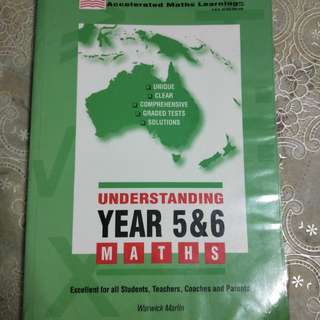 Accelerated Maths Learning
UNIQUE
CLEAR
COMPREHENSIVE
GRADED TESTS
SOLUTIONS
UNDERSTANDING
YEAR 5&6
MATHS
Excellent for all Students, Teachers, Coaches and Parents
Warwick Marlin